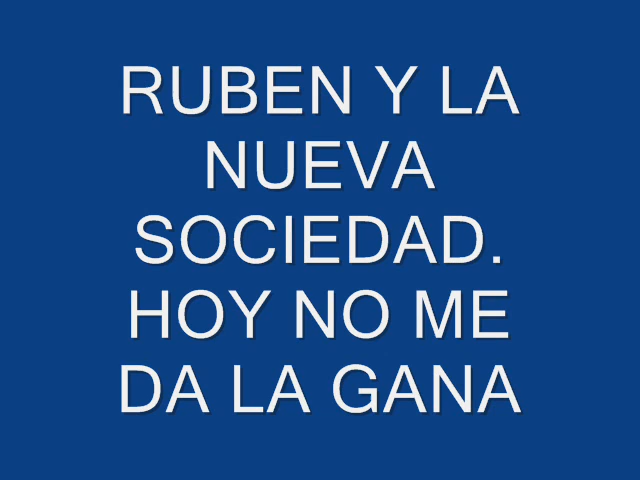 RUBEN Y LA
NUEVA
SOCIEDAD.
HOY NO ME
DA LA GANA